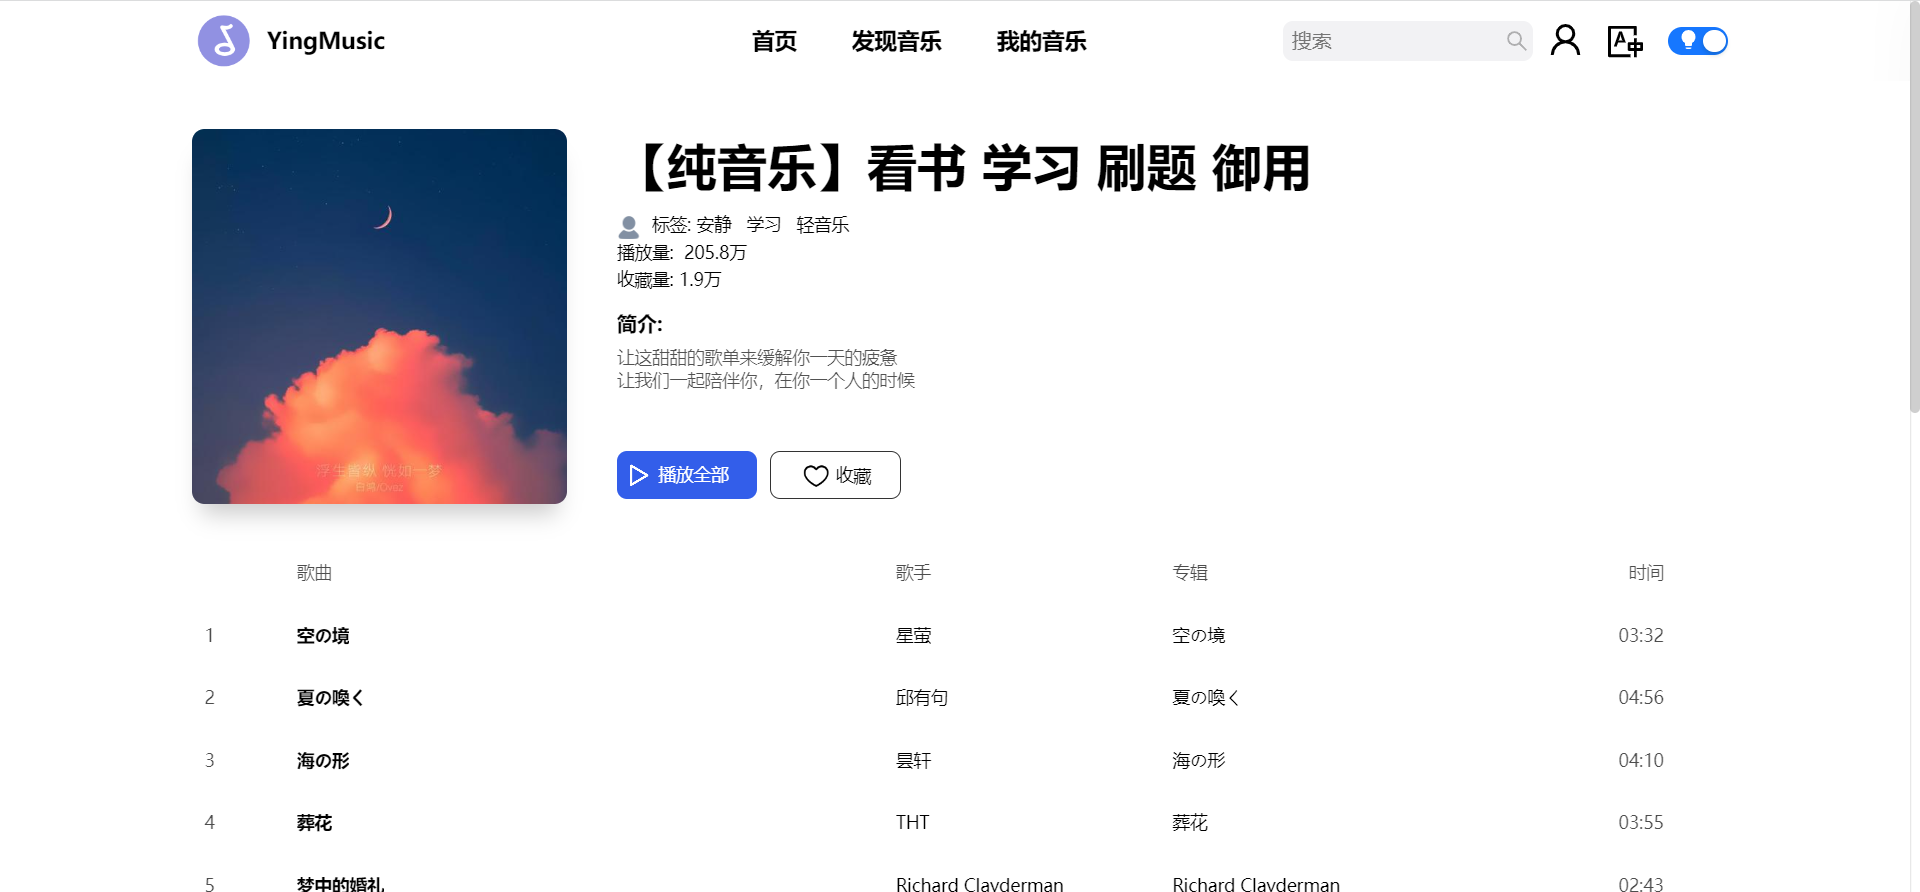 YingMusic
首页 发现音乐 我的音乐
搜索
【纯音乐】看书 学习 刷题 御用
标签: 安静 学习 轻音乐
播放量: 205.8万
收藏量: 1.9万
简介:
让这甜甜的歌单来缓解你一天的疲惫
让我们一起陪伴你，在你一个人的时候
浮生皆纵 恍如一梦
播放全部 收藏
歌曲 歌手 专辑 时间
1 空の境 星萤 空の境 03:32
2 夏の喚く 邱有句 夏の喚く 04:56
3 海の形 昙轩 海の形 04:10
4 葬花 THT 葬花 03:55
5 梦中的婚礼 Richard Clayderman Richard Clayderman 02:43